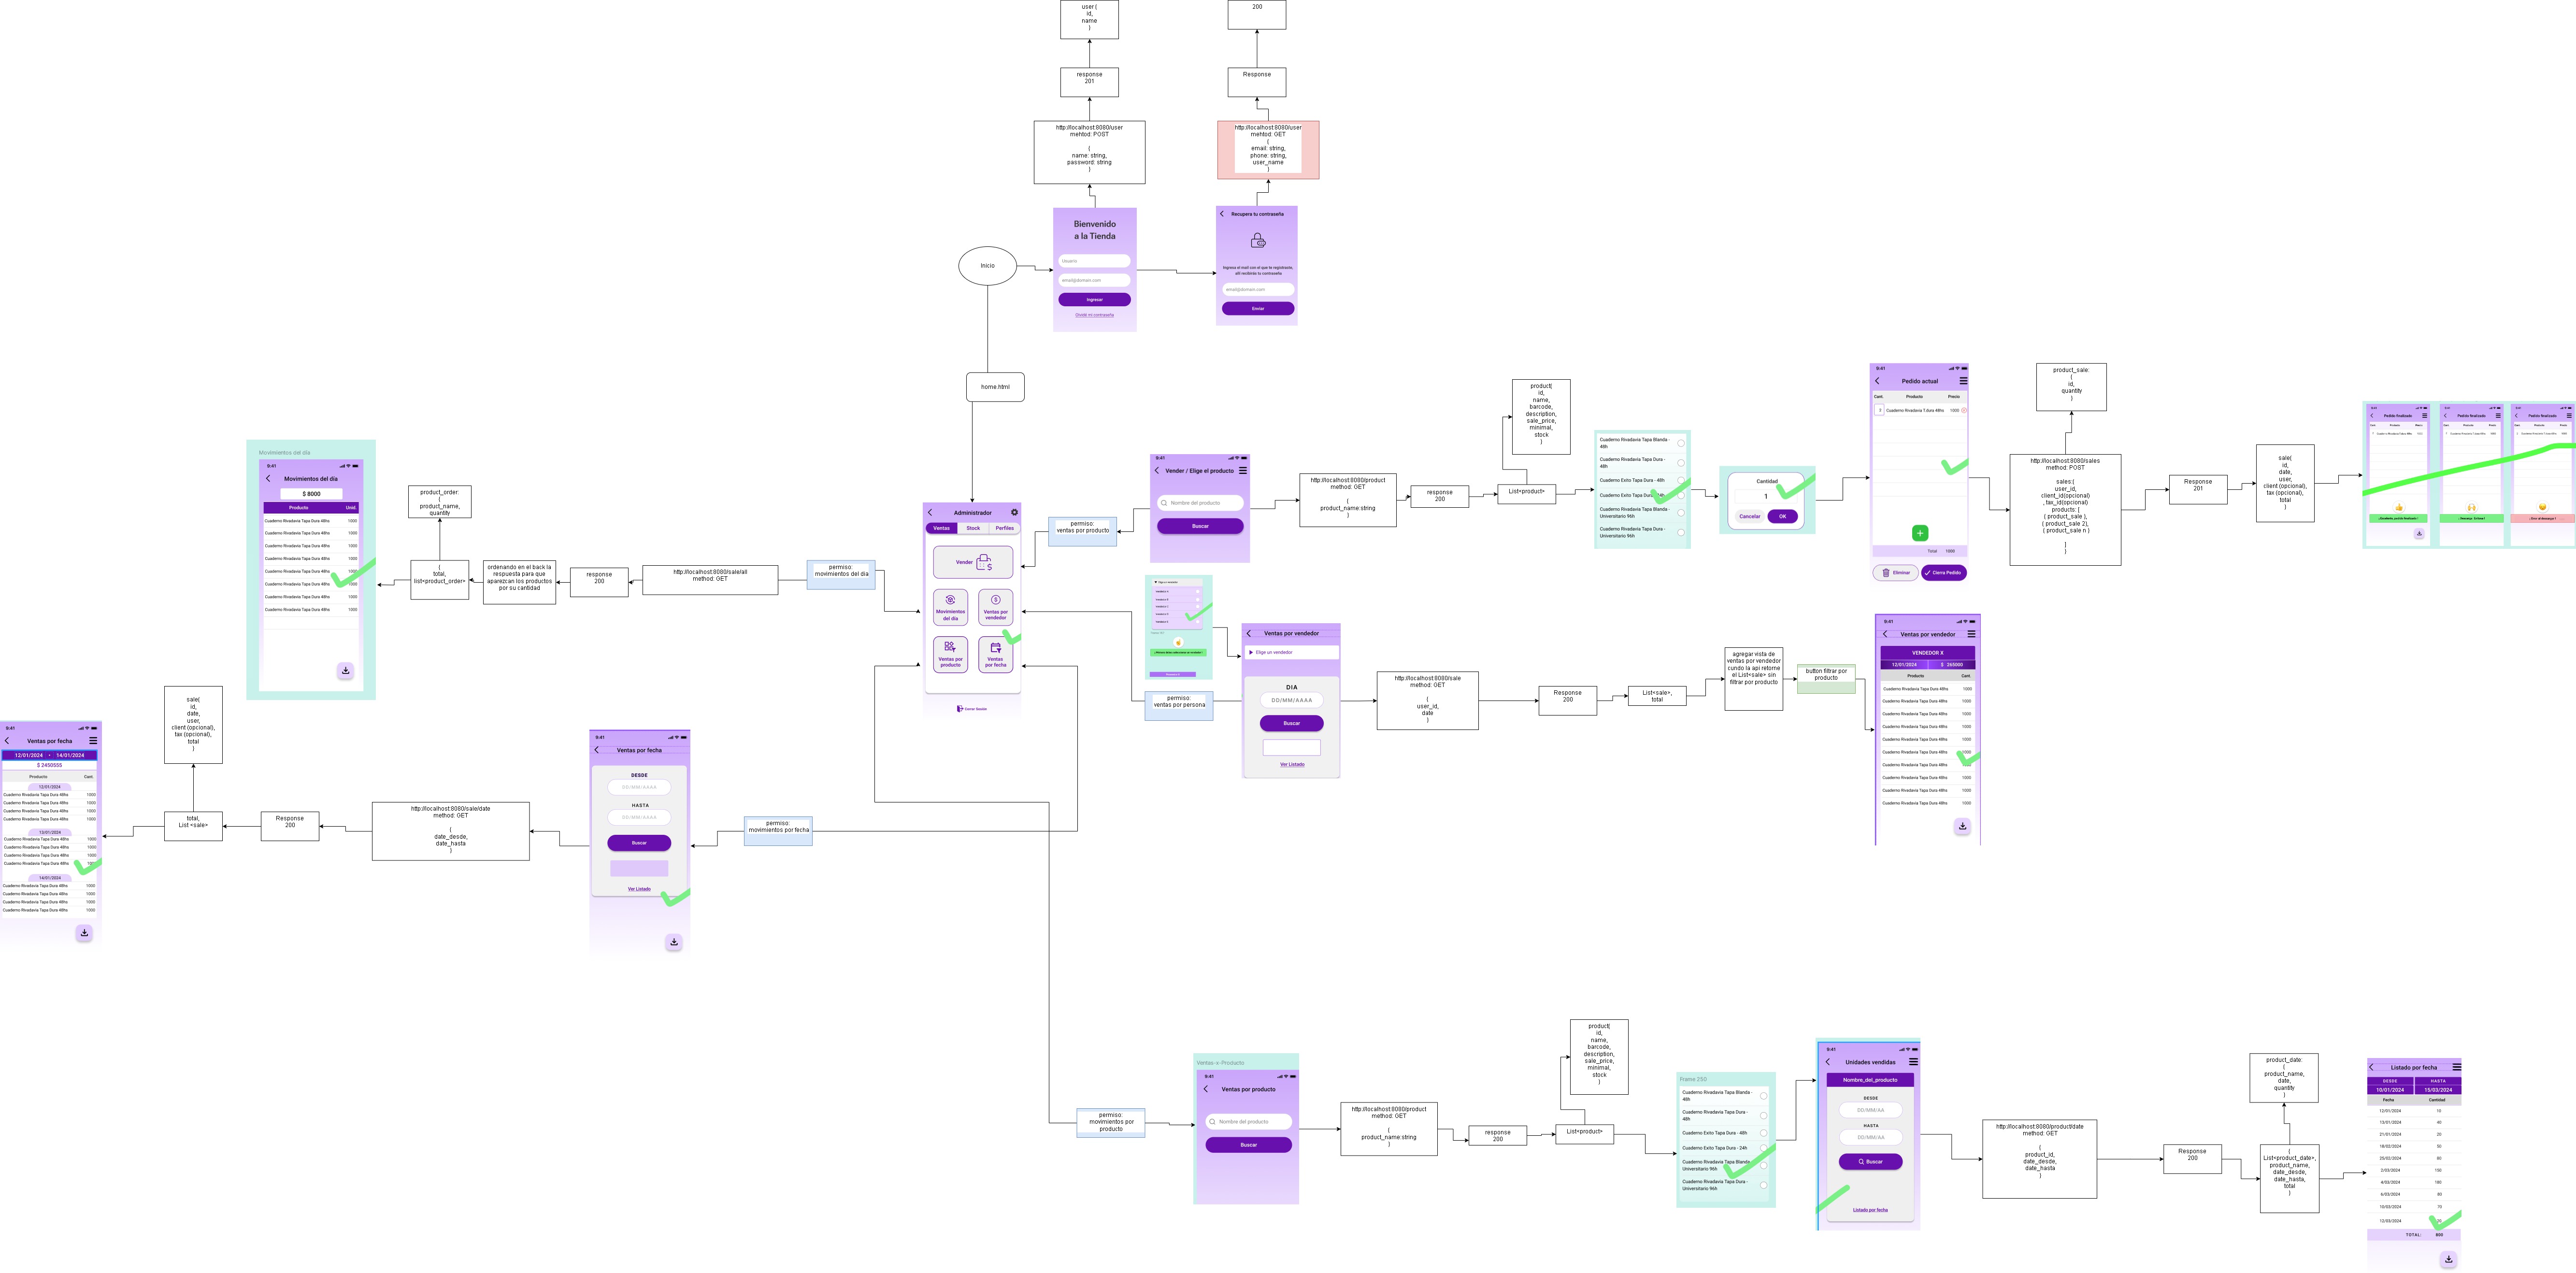 user {
id,
name
}
200
response
201
Response
http://localhost:8080/user
mehtod: POST
{
name: string,
password: string
}
http://localhost:8080/user
mehtod: GET
{
email: string,
phone: string,
user_name
}
Inicio
Bienvenido
a la Tienda
Usuario
email@domain.com
Ingresar
Olvidé mi contraseña
Recupera tu contraseña
Ingresa el mail con el que te registraste,
allí recibirás tu contraseña
email@domain.com
Enviar
home.html
Administrador
Ventas Stock Perfiles
Vender
Movimientos
del día
Ventas por
vendedor
Ventas por
producto
Ventas
por fecha
Cerrar Sesión
permiso:
movimientos del dia
http://localhost:8080/sale/all
method: GET
response
200
ordenando en el back la
respuesta para que
aparezcan los productos
por su cantidad
{
total,
list<product_order>
}
product_order:
{
product_name,
quantity
}
Movimientos del día
9:41
Movimientos del día
$ 8000
Producto Unid.
Cuaderno Rivadavia Tapa Dura 48hs 1000
Cuaderno Rivadavia Tapa Dura 48hs 1000
Cuaderno Rivadavia Tapa Dura 48hs 1000
Cuaderno Rivadavia Tapa Dura 48hs 1000
Cuaderno Rivadavia Tapa Dura 48hs 1000
Cuaderno Rivadavia Tapa Dura 48hs 1000
Cuaderno Rivadavia Tapa Dura 48hs 1000
Cuaderno Rivadavia Tapa Dura 48hs 1000
permiso:
ventas por producto
9:41
Vender / Elige el producto
Nombre del producto
Buscar
http://localhost:8080/product
method: GET
{
product_name:string
}
response
200
List<product>
product{
id,
name,
barcode,
description,
sale_price,
minimal,
stock
}
Cuaderno Rivadavia Tapa Blanda -
48h
Cuaderno Rivadavia Tapa Dura -
48h
Cuaderno Exito Tapa Dura - 48h
Cuaderno Exito Tapa Dura - 24h
Cuaderno Rivadavia Tapa Blanda -
Universitario 96h
Cuaderno Rivadavia Tapa Dura -
Universitario 96h
Cantidad
1
Cancelar OK
9:41
Pedido actual
Cant. Producto Precio
Cuaderno Rivadavia T.dura 48hs 1000
Total 1000
Eliminar Cierra Pedido
http://localhost:8080/sales
method: POST
sales:{
user_id,
client_id(opcional)
, tax_id(opcional)
products: [
{ product_sale },
{ product_sale 2},
{ product_sale n }
]
}
product_sale:
{
id,
quantity
}
Response
201
sale{
id,
date,
user,
client (opcional),
tax (opcional),
total
}
Pedido finalizado
Pedido finalizado
Pedido finalizado
permiso:
ventas por persona
9:41
Ventas por vendedor
Elige un vendedor
DIA
DD/MM/AAAA
Buscar
Ver Listado
http://localhost:8080/sale
method: GET
{
user_id,
date
}
Response
200
List<sale>,
total
agregar vista de
ventas por vendedor
cundo la api retorne
el List<sale> sin
filtrar por producto
button filtrar por
producto
9:41
Ventas por vendedor
VENDEDOR X
12/01/2024 $ 265000
Producto Cant.
Cuaderno Rivadavia Tapa Dura 48hs 1000
Cuaderno Rivadavia Tapa Dura 48hs 1000
Cuaderno Rivadavia Tapa Dura 48hs 1000
Cuaderno Rivadavia Tapa Dura 48hs 1000
Cuaderno Rivadavia Tapa Dura 48hs 1000
Cuaderno Rivadavia Tapa Dura 48hs 1000
Cuaderno Rivadavia Tapa Dura 48hs 1000
Cuaderno Rivadavia Tapa Dura 48hs 1000
Cuaderno Rivadavia Tapa Dura 48hs 1000
Cuaderno Rivadavia Tapa Dura 48hs 1000
permiso:
movimientos por fecha
9:41
Ventas por fecha
DESDE
DD/MM/AAAA
HASTA
DD/MM/AAAA
Buscar
Ver Listado
http://localhost:8080/sale/date
method: GET
{
date_desde,
date_hasta
}
Response
200
total,
List <sale>
sale{
id,
date,
user,
client (opcional),
tax (opcional),
total
}
9:41
Ventas por fecha
12/01/2024 • 14/01/2024
$ 2450555
Producto Cant.
12/01/2024
Cuaderno Rivadavia Tapa Dura 48hs 1000
Cuaderno Rivadavia Tapa Dura 48hs 1000
Cuaderno Rivadavia Tapa Dura 48hs 1000
Cuaderno Rivadavia Tapa Dura 48hs 1000
13/01/2024
Cuaderno Rivadavia Tapa Dura 48hs 1000
Cuaderno Rivadavia Tapa Dura 48hs 1000
Cuaderno Rivadavia Tapa Dura 48hs 1000
Cuaderno Rivadavia Tapa Dura 48hs 1000
14/01/2024
Cuaderno Rivadavia Tapa Dura 48hs 1000
Cuaderno Rivadavia Tapa Dura 48hs 1000
Cuaderno Rivadavia Tapa Dura 48hs 1000
Cuaderno Rivadavia Tapa Dura 48hs 1000
permiso:
movimientos por
producto
Ventas-x-Producto
9:41
Ventas por producto
Nombre del producto
Buscar
http://localhost:8080/product
method: GET
{
product_name:string
}
response
200
List<product>
product{
id,
name,
barcode,
description,
sale_price,
minimal,
stock
}
Frame 250
Cuaderno Rivadavia Tapa Blanda -
48h
Cuaderno Rivadavia Tapa Dura -
48h
Cuaderno Exito Tapa Dura - 48h
Cuaderno Exito Tapa Dura - 24h
Cuaderno Rivadavia Tapa Blanda -
Universitario 96h
Cuaderno Rivadavia Tapa Dura -
Universitario 96h
9:41
Unidades vendidas
Nombre_del_producto
DESDE
DD/MM/AA
HASTA
DD/MM/AA
Buscar
Listado por fecha
http://localhost:8080/product/date
method: GET
{
product_id,
date_desde,
date_hasta
}
Response
200
{
List<product_date>,
product_name,
date_desde,
date_hasta,
total
}
product_date:
{
product_name,
date,
quantity
}
Listado por fecha
DESDE HASTA
10/01/2024 15/03/2024
Fecha Cantidad
12/01/2024 10
13/01/2024 40
21/01/2024 20
18/02/2024 50
25/02/2024 80
2/03/2024 150
4/03/2024 180
6/03/2024 40
10/03/2024 70
12/03/2024
TOTAL: 800